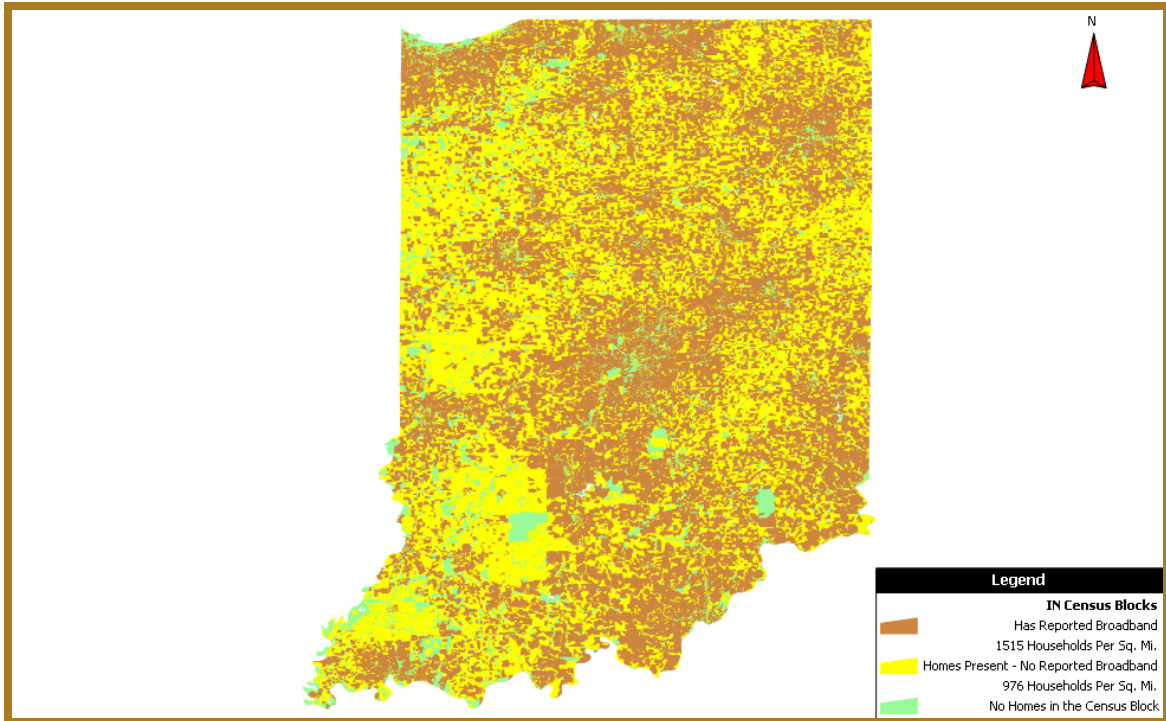 N
Legend
IN Census Blocks
Has Reported Broadband
1515 Households Per Sq. Mi.
Homes Present - No Reported Broadband
976 Households Per Sq. Mi.
No Homes in the Census Block